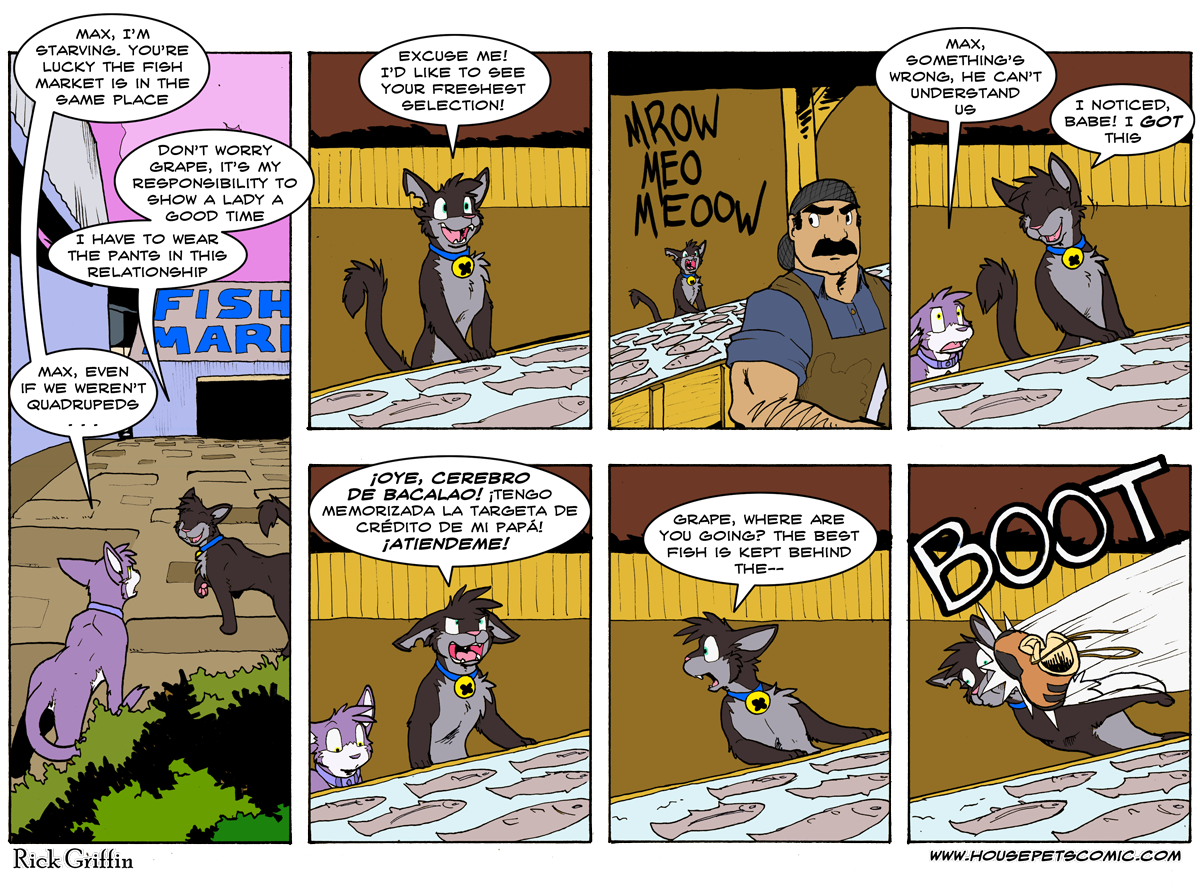 MAX, I'M
STARVING. YOU'RE
LUCKY THE FISH
MARKET IS IN THE
SAME PLACE
DON'T WORRY
GRAPE, IT'S MY
RESPONSIBILITY TO
SHOW A LADY A
GOOD TIME
I HAVE TO WEAR
THE PANTS IN THIS
RELATIONSHIP
FISH
MAR
MAX, EVEN
IF WE WEREN'T
QUADRUPEDS
. . .
EXCUSE ME!
I'D LIKE TO SEE
YOUR FRESHEST
SELECTION!
MROW
MEO
MEOOW
MAX,
SOMETHING'S
WRONG, HE CAN'T
UNDERSTAND
US
I NOTICED,
BABE! I GOT
THIS
¡OYE, CEREBRO
DE BACALAO! ¡TENGO
MEMORIZADA LA TARGETA DE
CRÉDITO DE MI PAPÁ!
¡ATIENDEME!
GRAPE, WHERE ARE
YOU GOING? THE BEST
FISH IS KEPT BEHIND
THE--
BOOT
Rick Griffin
WWW.HOUSEPETSCOMIC.COM